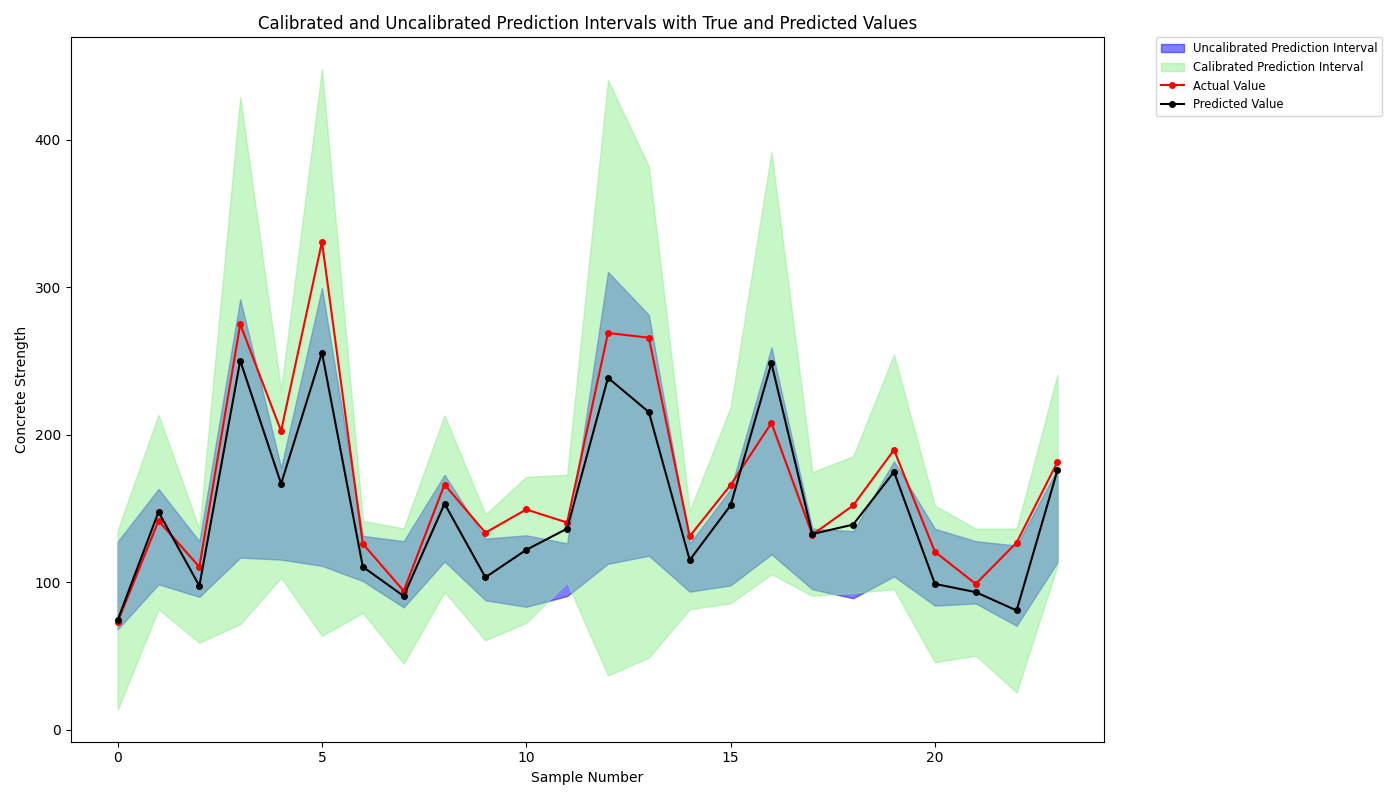 Calibrated and Uncalibrated Prediction Intervals with True and Predicted Values
Uncalibrated Prediction Interval
Calibrated Prediction Interval
Actual Value
Predicted Value
Concrete Strength
400
300
200
100
0
0 5 10 15 20
Sample Number